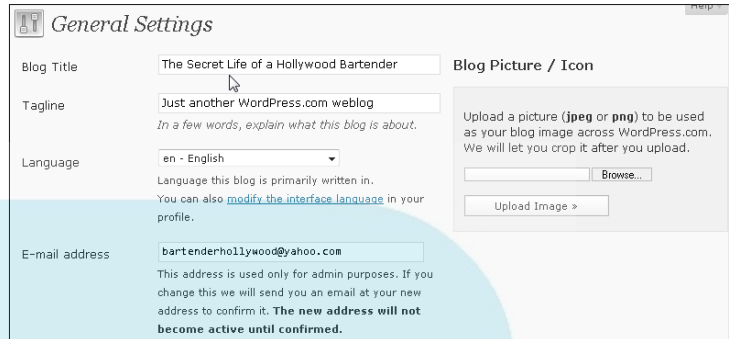 Help
General Settings
Blog Title
The Secret Life of a Hollywood Bartender
Tagline
Just another WordPress.com weblog
In a few words, explain what this blog is about.
Language
en - English
Language this blog is primarily written in.
You can also modify the interface language in your
profile.
E-mail address
bartenderhollywood@yahoo.com
This address is used only for admin purposes. If you
change this we will send you an email at your new
address to confirm it. The new address will not
become active until confirmed.
Blog Picture / Icon
Upload a picture (jpeg or png) to be used
as your blog image across WordPress.com.
We will let you crop it after you upload.
Browse...
Upload Image »